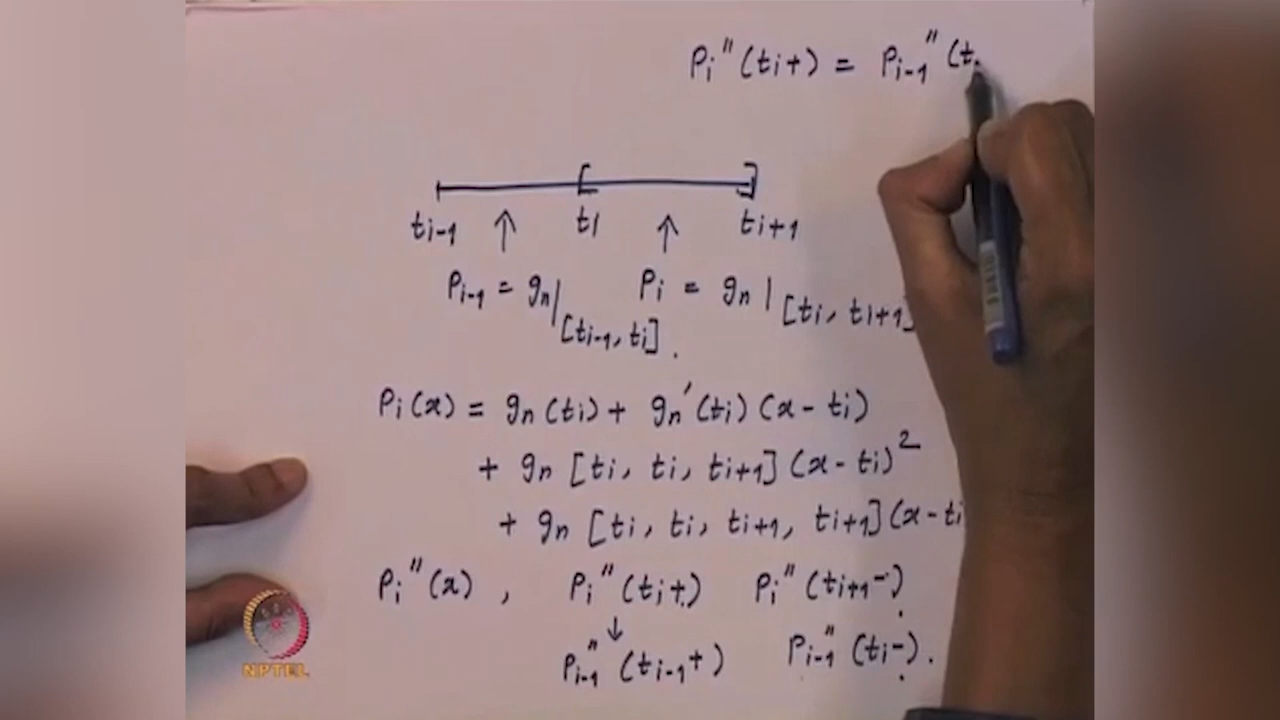 Pi"(ti+) = Pi-1"(t
ti-1 ti ti+1
Pi-1 = gn|[ti-1, ti]. Pi = gn|[ti, ti+1]
Pi(x) = gn(ti) + gn'(ti)(x - ti)
+ gn[ti, ti, ti+1](x - ti)²
+ gn[ti, ti, ti+1, ti+1](x - ti
Pi"(x), Pi"(ti+) Pi"(ti+1-)
Pi-1"(ti-1+) Pi-1"(ti-).
NPTEL